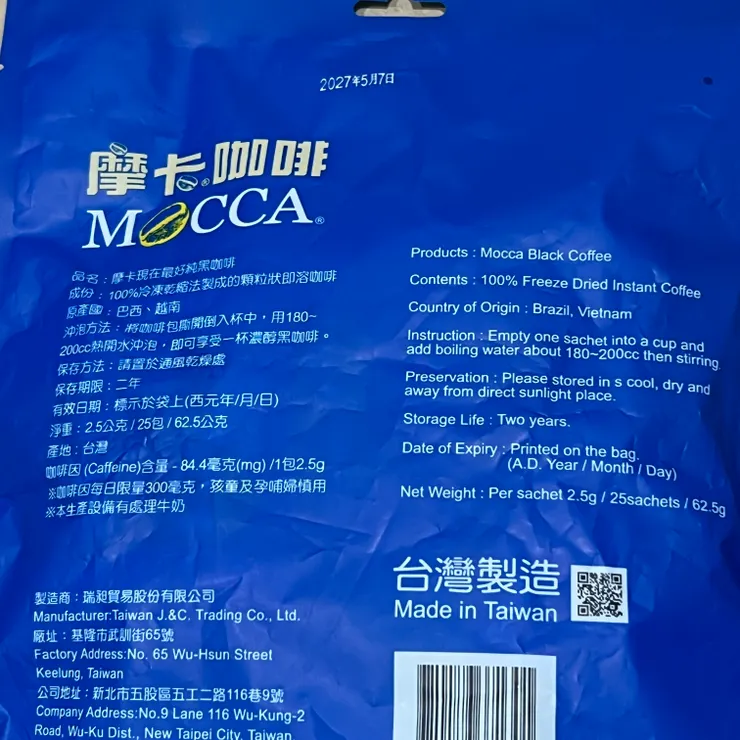 2027年5月7日
摩卡咖啡
MOCCA®
品名：摩卡現在最好純黑咖啡
成份：100%冷凍乾縮法製成的顆粒狀即溶咖啡
原產國：巴西、越南
沖泡方法：將咖啡包撕開倒入杯中，用180~
200cc熱開水沖泡，即可享受一杯濃醇黑咖啡。
保存方法：請置於通風乾燥處
保存期限：二年
有效日期：標示於袋上(西元年/月/日)
淨重：2.5公克/25包/62.5公克
產地：台灣
咖啡因(Caffeine)含量-84.4毫克(mg)/1包2.5g
※咖啡因每日限量300毫克，孩童及孕哺婦慎用
※本生產設備有處理牛奶
Products : Mocca Black Coffee
Contents : 100% Freeze Dried Instant Coffee
Country of Origin : Brazil, Vietnam
Instruction : Empty one sachet into a cup and
add boiling water about 180~200cc then stirring.
Preservation : Please stored in s cool, dry and
away from direct sunlight place.
Storage Life : Two years.
Date of Expiry : Printed on the bag.
(A.D. Year / Month / Day)
Net Weight : Per sachet 2.5g / 25sachets / 62.5g
製造商：瑞昶貿易股份有限公司
Manufacturer:Taiwan J.&C. Trading Co., Ltd.
廠址：基隆市武訓街65號
Factory Address:No. 65 Wu-Hsun Street
Keelung, Taiwan
公司地址：新北市五股區五工二路116巷9號
Company Address:No.9 Lane 116 Wu-Kung-2
Road, Wu-Ku Dist., New Taipei City, Taiwan.
台灣製造
Made in Taiwan